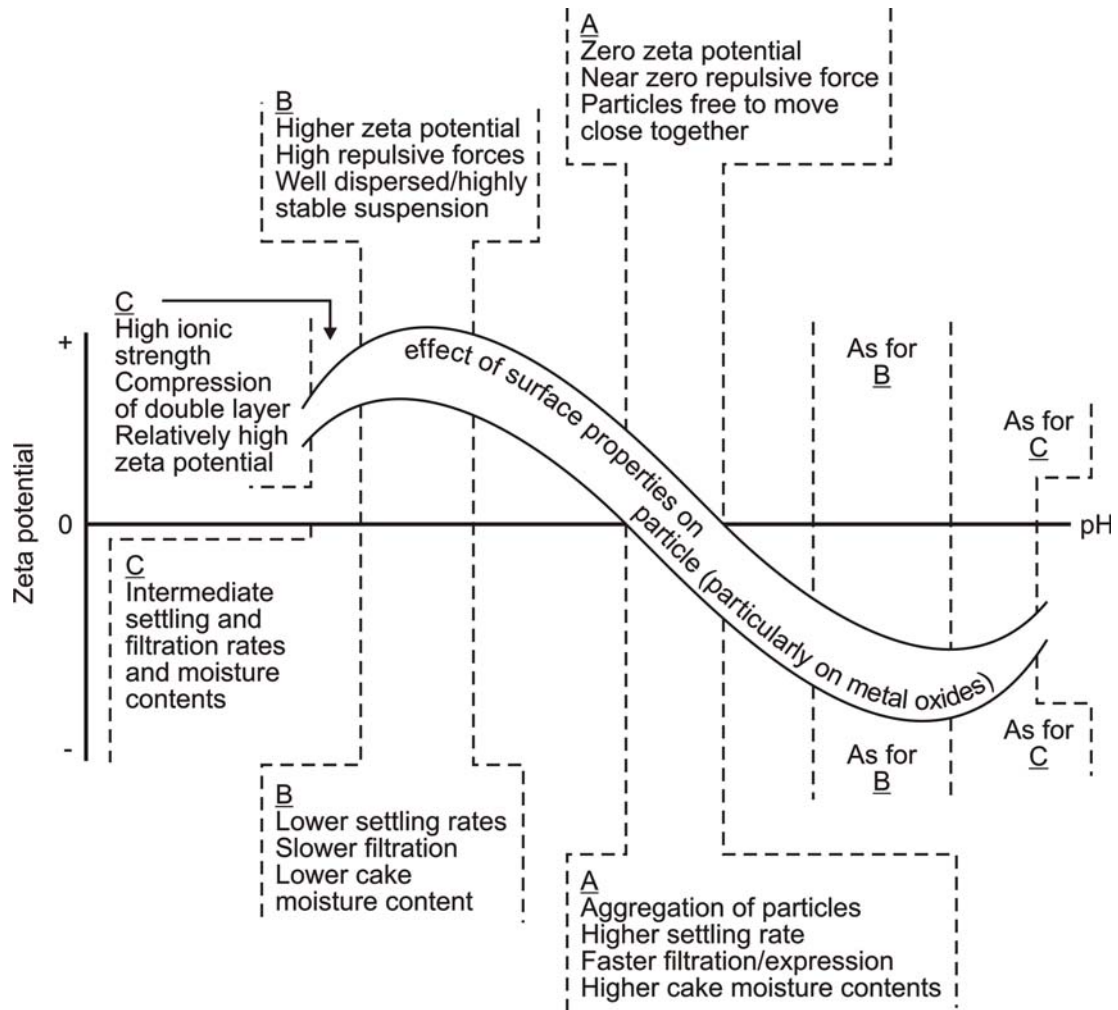 A
Zero zeta potential
Near zero repulsive force
Particles free to move
close together
B
Higher zeta potential
High repulsive forces
Well dispersed/highly
stable suspension
C
High ionic
strength
Compression
of double layer
Relatively high
zeta potential
+
0
-
Zeta potential
pH
effect of surface properties on
particle (particularly on metal oxides)
As for
B
As for
C
C
Intermediate
settling and
filtration rates
and moisture
contents
As for
B
As for
C
B
Lower settling rates
Slower filtration
Lower cake
moisture content
A
Aggregation of particles
Higher settling rate
Faster filtration/expression
Higher cake moisture contents